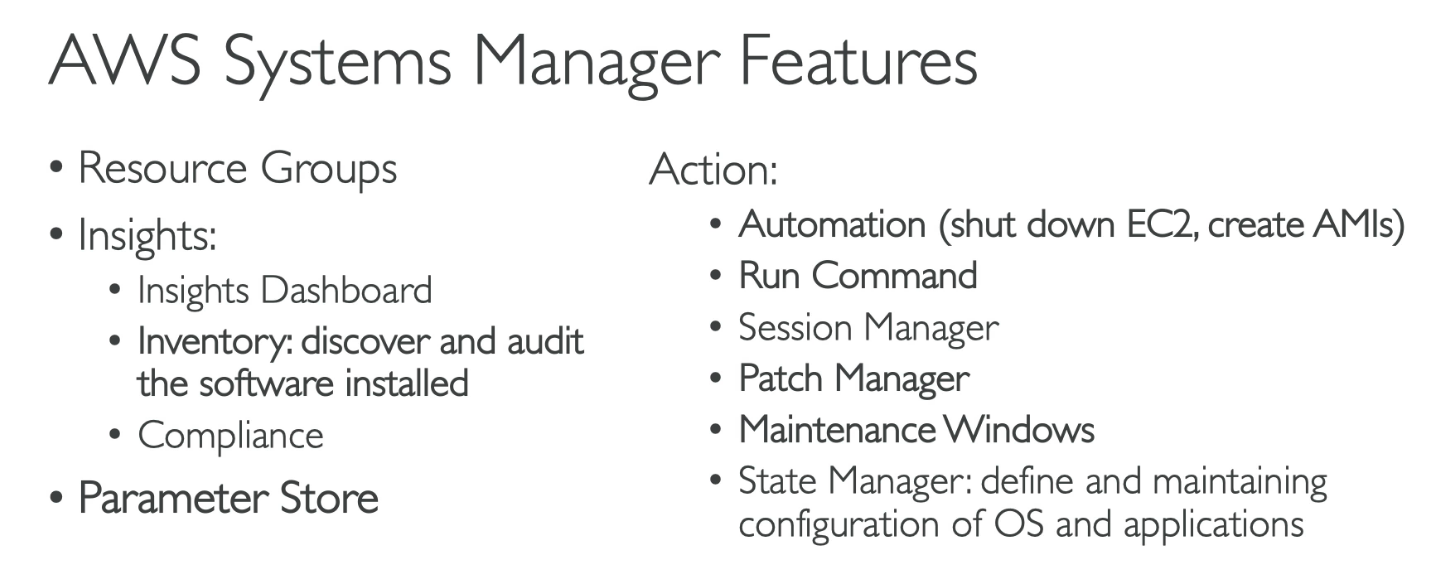 AWS Systems Manager Features
• Resource Groups
• Insights:
• Insights Dashboard
• Inventory: discover and audit
the software installed
• Compliance
• Parameter Store
Action:
• Automation (shut down EC2, create AMIs)
• Run Command
• Session Manager
• Patch Manager
• Maintenance Windows
• State Manager: define and maintaining
configuration of OS and applications